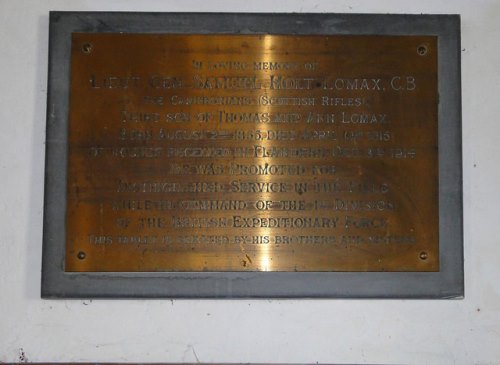 IN LOVING MEMORY OF
LIEUT. GEN. SAMUEL HOLT LOMAX, C.B.
THE CAMERONIANS (SCOTTISH RIFLES)
SON OF THOMAS AND ANN LOMAX
BORN AUGUST 1855, DIED APRIL 1915
OF WOUNDS RECEIVED IN FLANDERS OCT. 1914
HE WAS PROMOTED FOR
DISTINGUISHED SERVICE IN THE FIELD
WHILE IN COMMAND OF THE 1ST DIVISION
OF THE BRITISH EXPEDITIONARY FORCE
THIS TABLET IS ERECTED BY HIS BROTHERS AND SISTERS